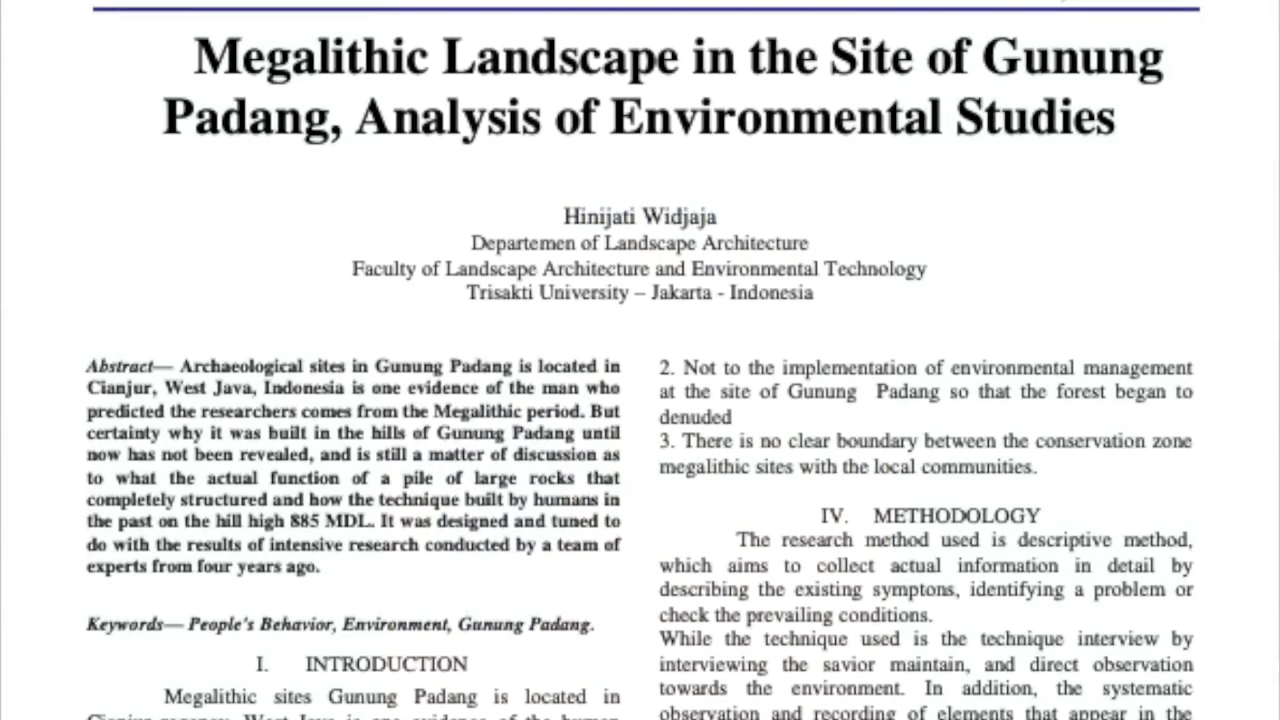 Megalithic Landscape in the Site of Gunung
Padang, Analysis of Environmental Studies
Hinijati Widjaja
Departemen of Landscape Architecture
Faculty of Landscape Architecture and Environmental Technology
Trisakti University – Jakarta - Indonesia
Abstract— Archaeological sites in Gunung Padang is located in
Cianjur, West Java, Indonesia is one evidence of the man who
predicted the researchers comes from the Megalithic period. But
certainty why it was built in the hills of Gunung Padang until
now has not been revealed, and is still a matter of discussion as
to what the actual function of a pile of large rocks that
completely structured and how the technique built by humans in
the past on the hill high 885 MDL. It was designed and tuned to
do with the results of intensive research conducted by a team of
experts from four years ago.
Keywords— People's Behavior, Environment, Gunung Padang.
I. INTRODUCTION
Megalithic sites Gunung Padang is located in
2. Not to the implementation of environmental management
at the site of Gunung Padang so that the forest began to
denuded
3. There is no clear boundary between the conservation zone
megalithic sites with the local communities.
IV. METHODOLOGY
The research method used is descriptive method,
which aims to collect actual information in detail by
describing the existing symptons, identifying a problem or
check the prevailing conditions.
While the technique used is the technique interview by
interviewing the savior maintain, and direct observation
towards the environment. In addition, the systematic
observation and recording of elements that appear in the